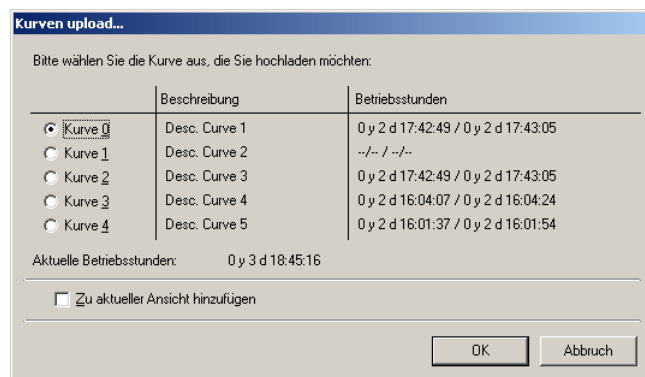 Kurven upload...
Bitte wählen Sie die Kurve aus, die Sie hochladen möchten:
Beschreibung Betriebsstunden
Kurve 0 Desc. Curve 1 0 y 2 d 17:42:49 / 0 y 2 d 17:43:05
Kurve 1 Desc. Curve 2 --/-- / --/--
Kurve 2 Desc. Curve 3 0 y 2 d 17:42:49 / 0 y 2 d 17:43:05
Kurve 3 Desc. Curve 4 0 y 2 d 16:04:07 / 0 y 2 d 16:04:24
Kurve 4 Desc. Curve 5 0 y 2 d 16:01:37 / 0 y 2 d 16:01:54
Aktuelle Betriebsstunden: 0 y 3 d 18:45:16
Zu aktueller Ansicht hinzufügen
OK Abbruch